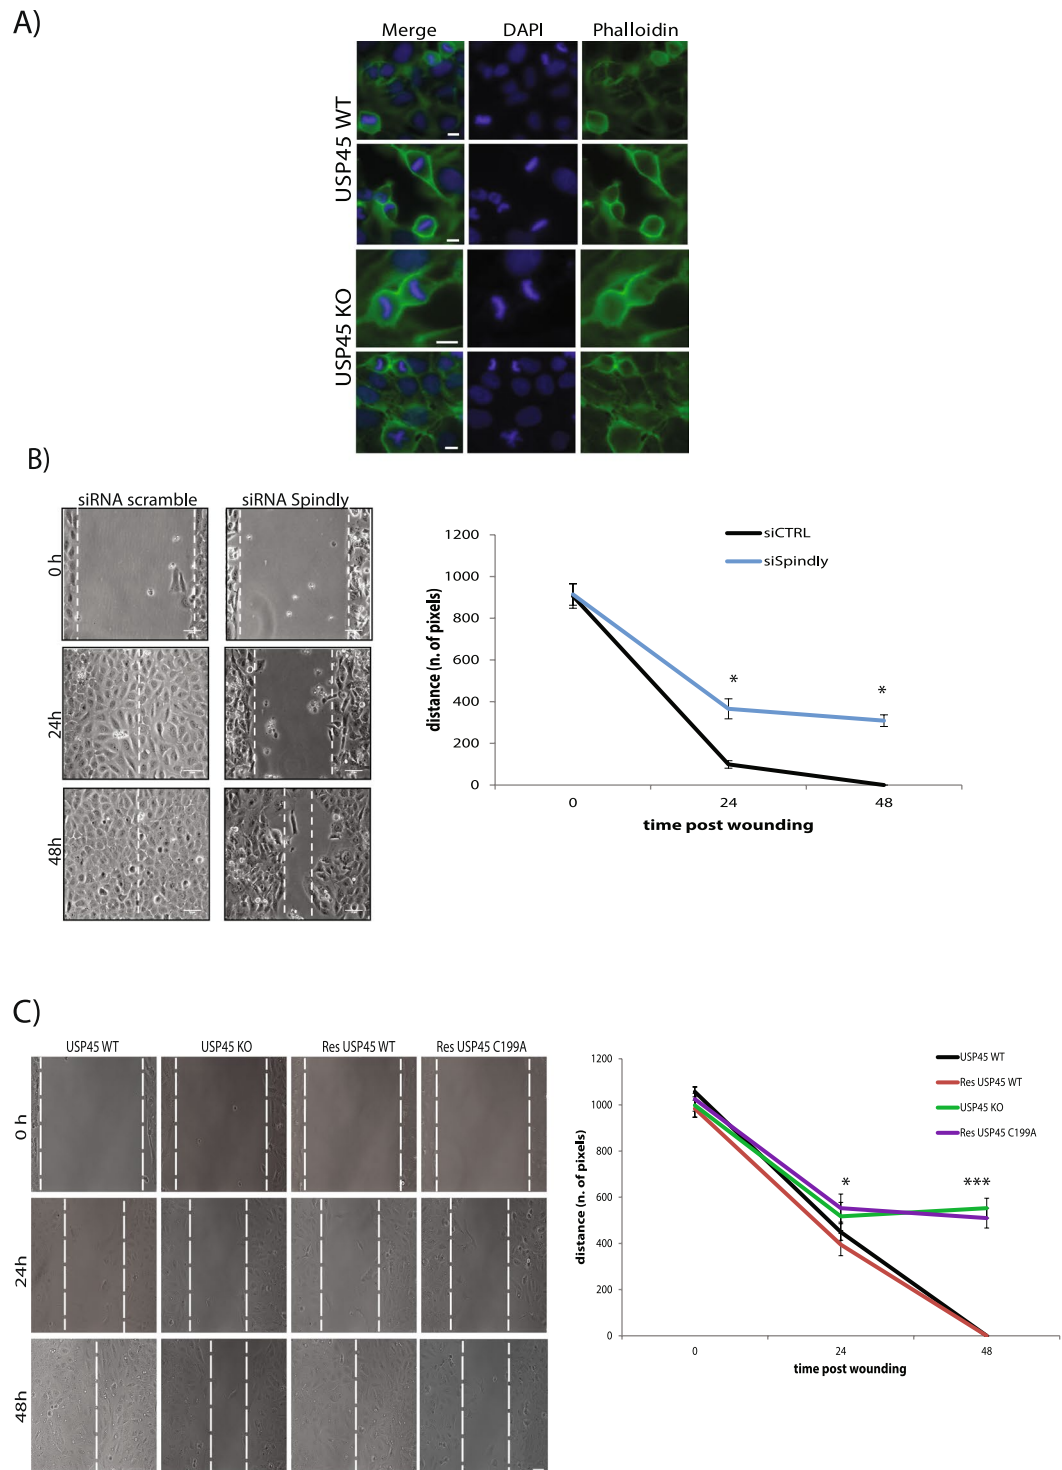 A)
Merge DAPI Phalloidin
USP45 WT
USP45 KO
B)
siRNA scramble siRNA Spindly
0 h
24h
48h
siCTRL
siSpindly
1200
1000
800
600
400
200
0
distance (n. of pixels)
*
*
0 24 48
time post wounding
C)
USP45 WT USP45 KO Res USP45 WT Res USP45 C199A
0 h
24h
48h
USP45 WT
Res USP45 WT
USP45 KO
Res USP45 C199A
1200
1000
800
600
400
200
0
distance (n. of pixels)
*
***
0 24 48
time post wounding